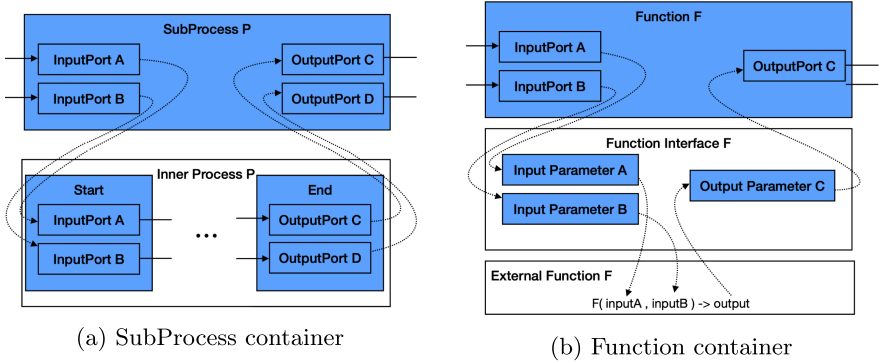 SubProcess P
InputPort A
OutputPort C
InputPort B
OutputPort D
Inner Process P
Start
End
InputPort A
OutputPort C
...
InputPort B
OutputPort D
(a) SubProcess container
Function F
InputPort A
OutputPort C
InputPort B
Function Interface F
Input Parameter A
Output Parameter C
Input Parameter B
External Function F
F( inputA , inputB ) -> output
(b) Function container